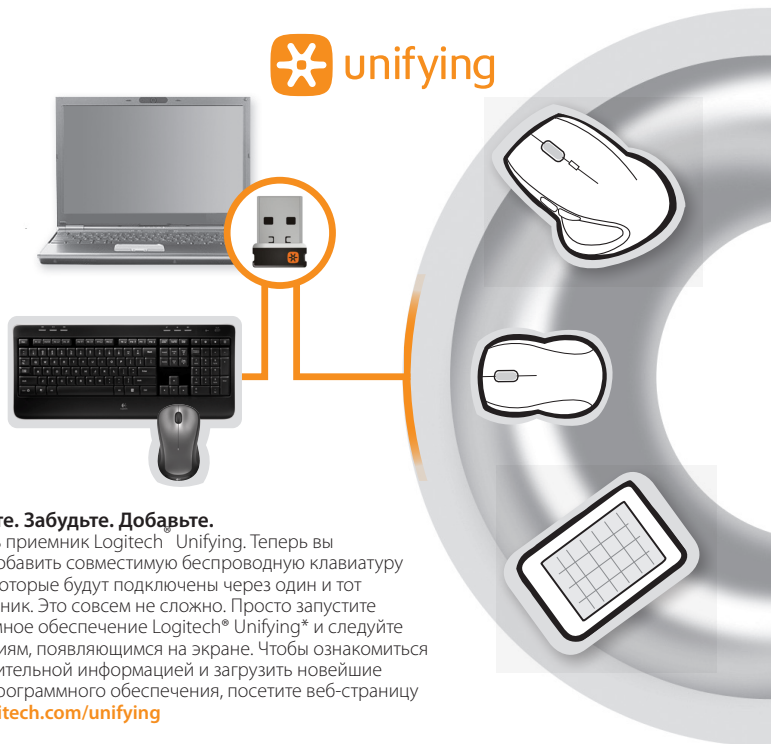 unifying
те. Забудьте. Добавьте.
ь приемник Logitech® Unifying. Теперь вы
обавить совместимую беспроводную клавиатуру
оторые будут подключены через один и тот
ник. Это совсем не сложно. Просто запустите
мное обеспечение Logitech® Unifying* и следуйте
иям, появляющимся на экране. Чтобы ознакомиться
ительной информацией и загрузить новейшие
рограммного обеспечения, посетите веб-страницу
itech.com/unifying